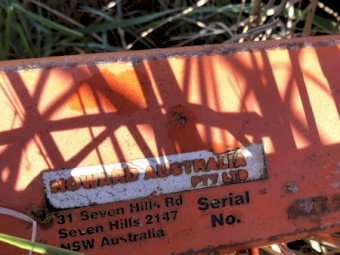 HOWARD AUSTRALIA
PTY LTD
31 Seven Hills Rd
Seven Hills 2147
NSW Australia
Serial
No.